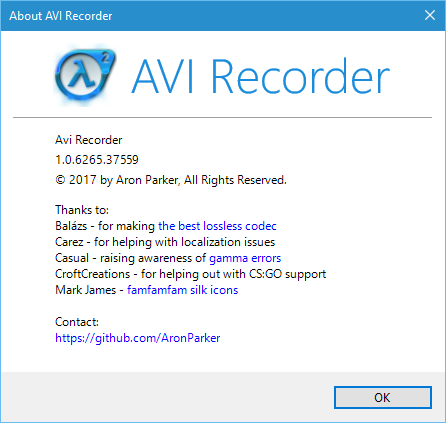 About AVI Recorder
λ2
AVI Recorder
Avi Recorder
1.0.6265.37559
© 2017 by Aron Parker, All Rights Reserved.
Thanks to:
Balázs - for making the best lossless codec
Carez - for helping with localization issues
Casual - raising awareness of gamma errors
CroftCreations - for helping out with CS:GO support
Mark James - famfamfam silk icons
Contact:
https://github.com/AronParker
OK